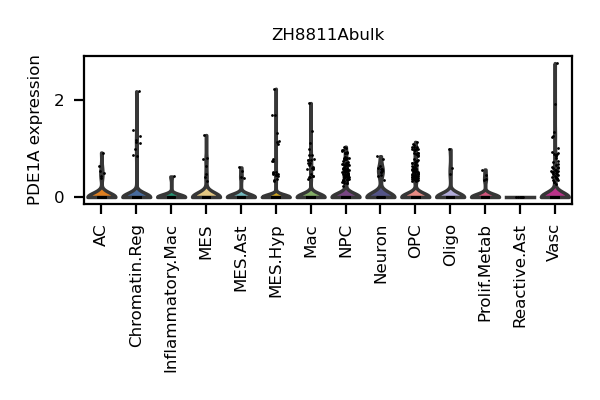 ZH8811Abulk
PDE1A expression
2
0
AC
Chromatin.Reg
Inflammatory.Mac
MES
MES.Ast
MES.Hyp
Mac
NPC
Neuron
OPC
Oligo
Prolif.Metab
Reactive.Ast
Vasc